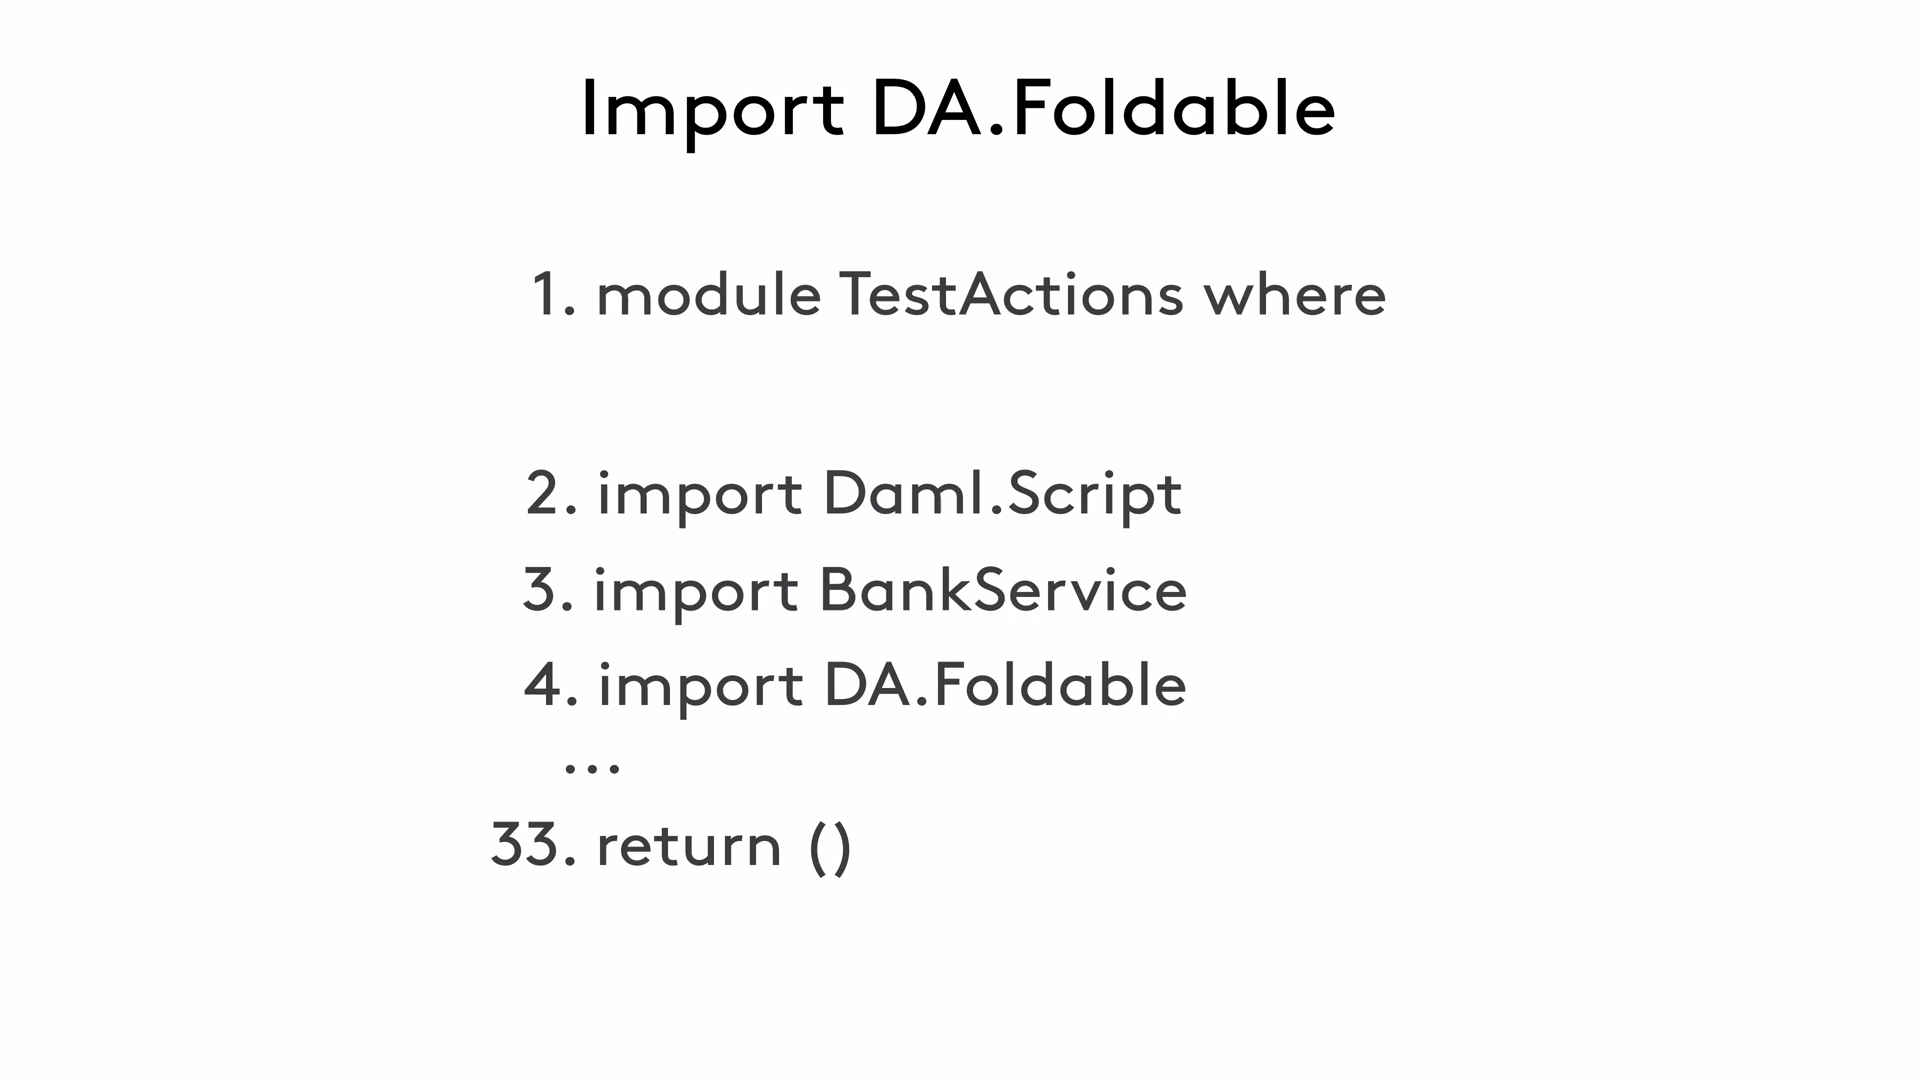 Import DA.Foldable
1. module TestActions where
2. import Daml.Script
3. import BankService
4. import DA.Foldable
...
33. return ()